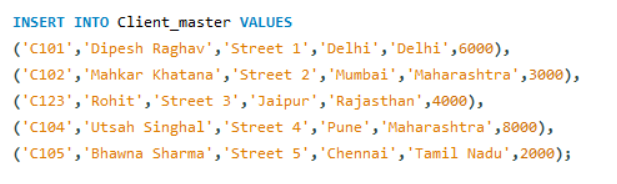 INSERT INTO Client_master VALUES
('C101','Dipesh Raghav','Street 1','Delhi','Delhi',6000),
('C102','Mahkar Khatana','Street 2','Mumbai','Maharashtra',3000),
('C123','Rohit','Street 3','Jaipur','Rajasthan',4000),
('C104','Utsah Singhal','Street 4','Pune','Maharashtra',8000),
('C105','Bhawna Sharma','Street 5','Chennai','Tamil Nadu',2000);